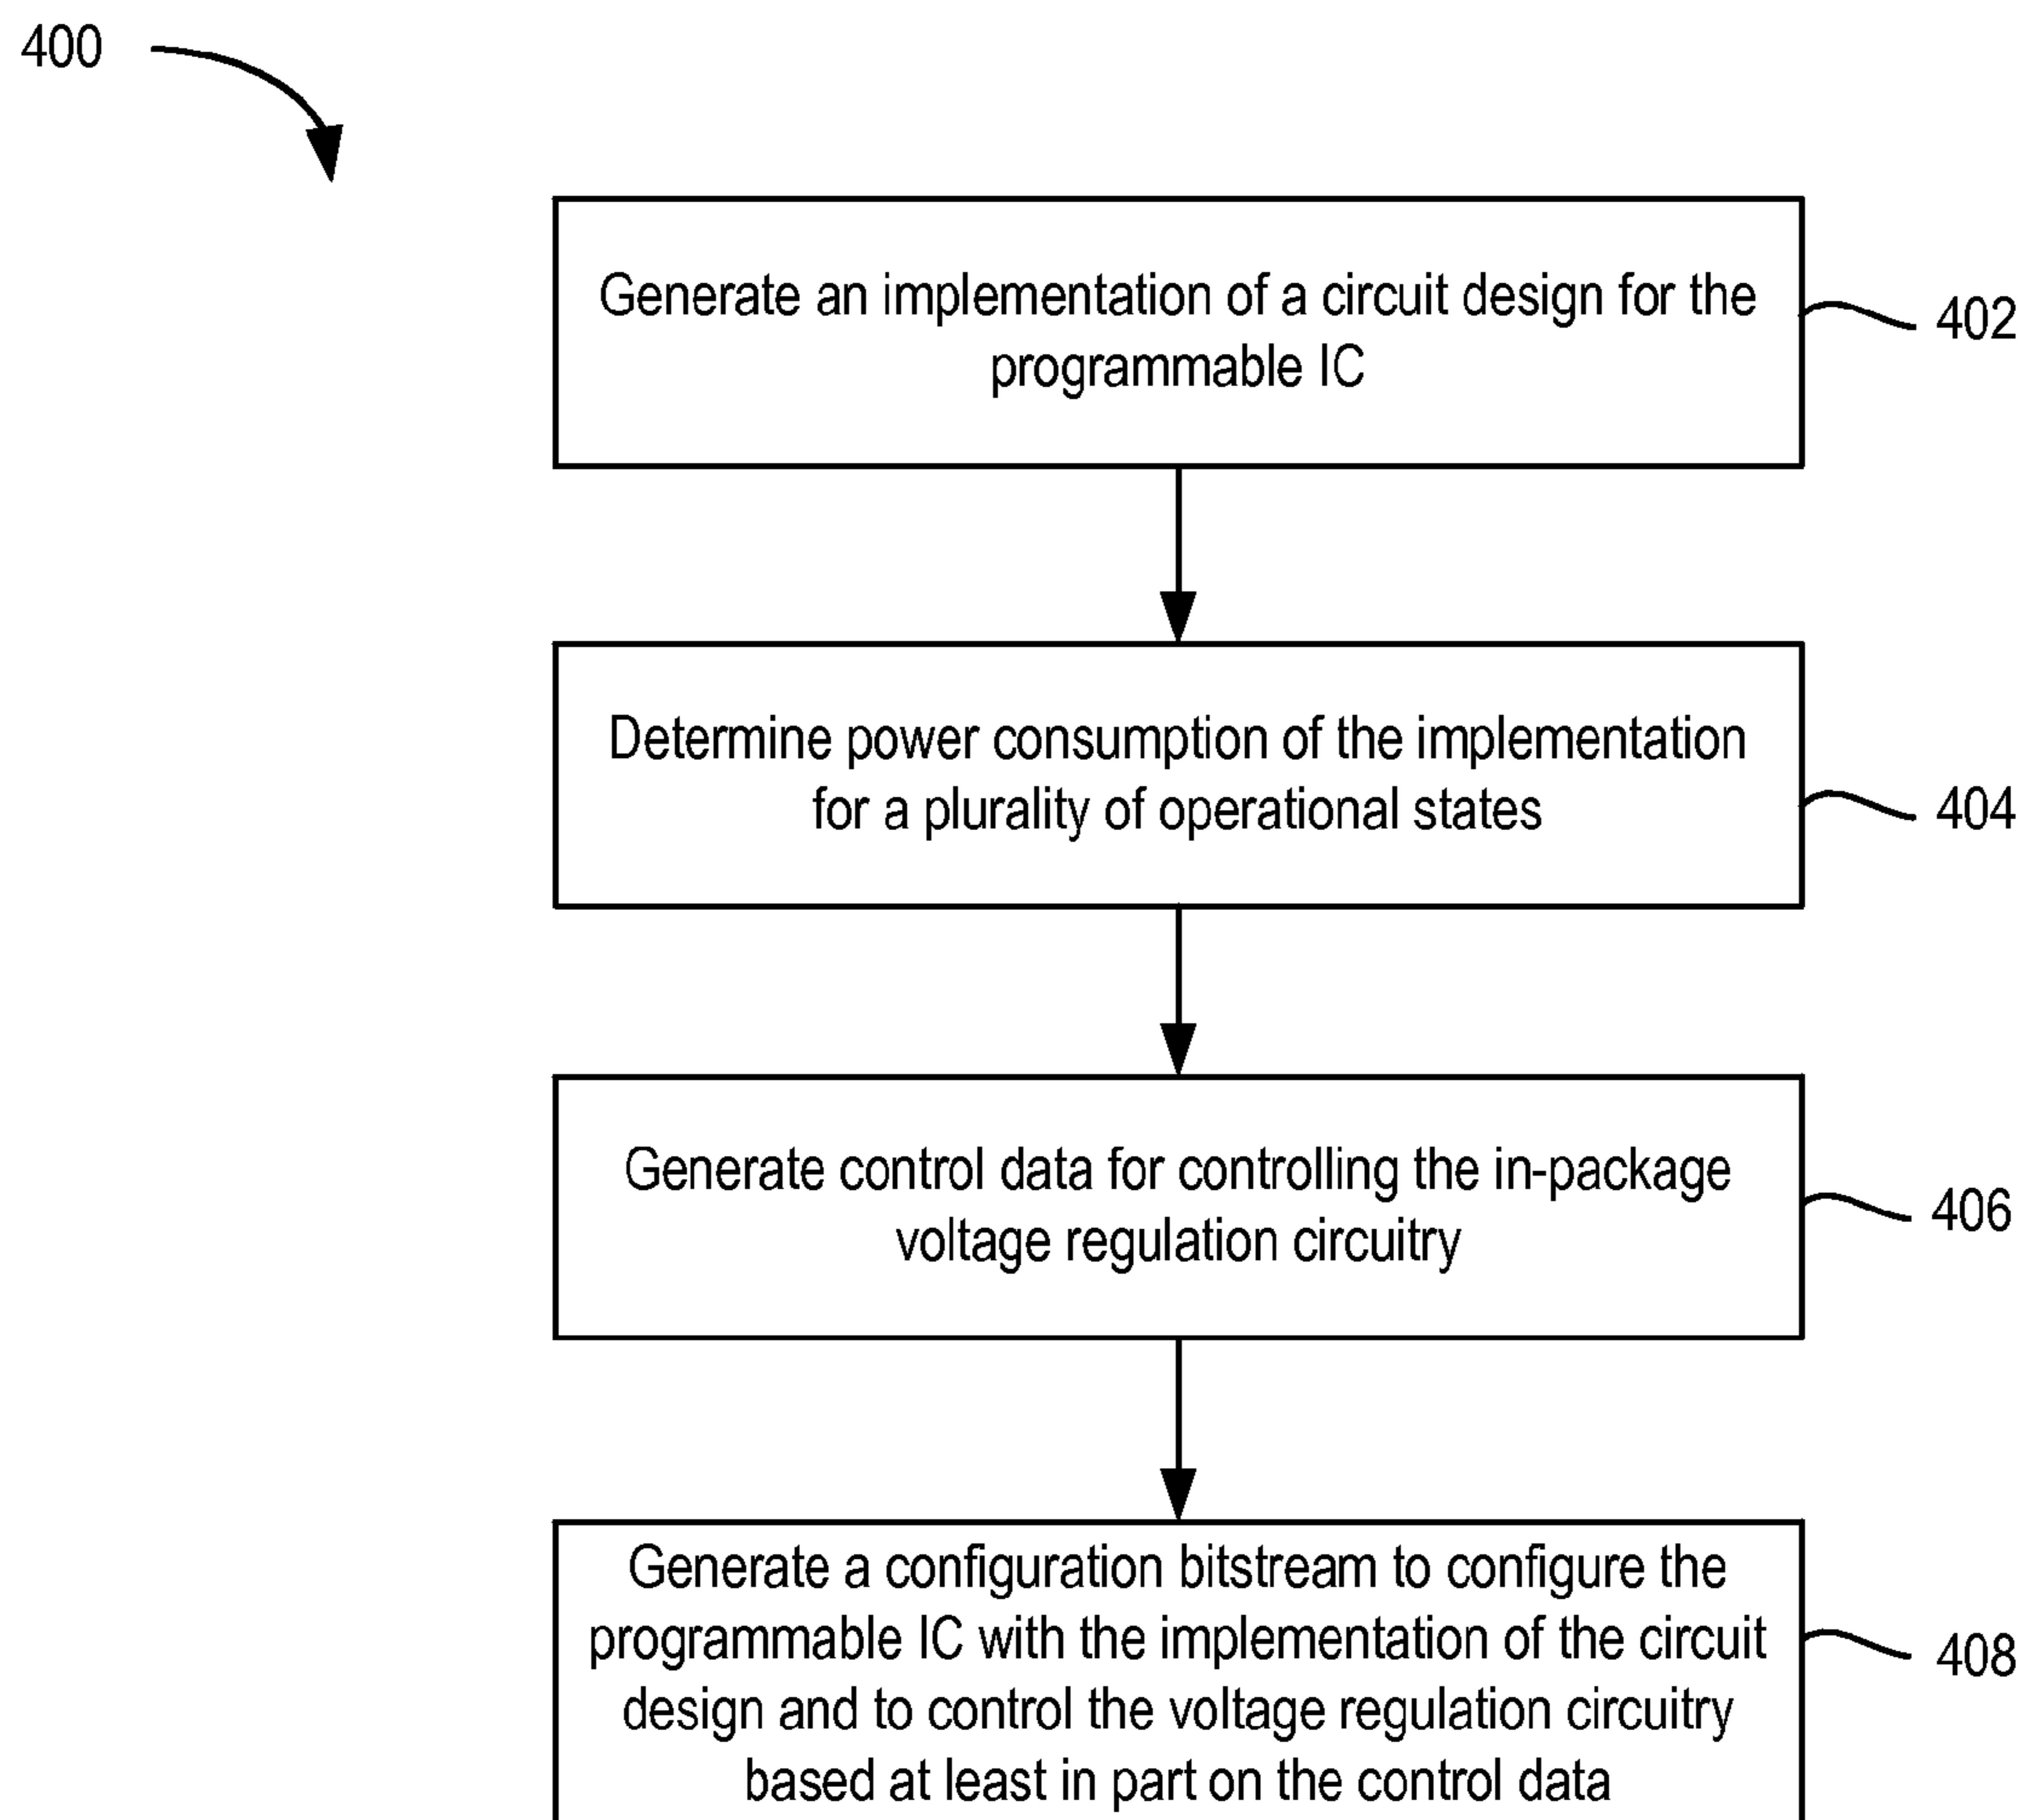 400
Generate an implementation of a circuit design for the
programmable IC
402
Determine power consumption of the implementation
for a plurality of operational states
404
Generate control data for controlling the in-package
voltage regulation circuitry
406
Generate a configuration bitstream to configure the
programmable IC with the implementation of the circuit
design and to control the voltage regulation circuitry
based at least in part on the control data
408